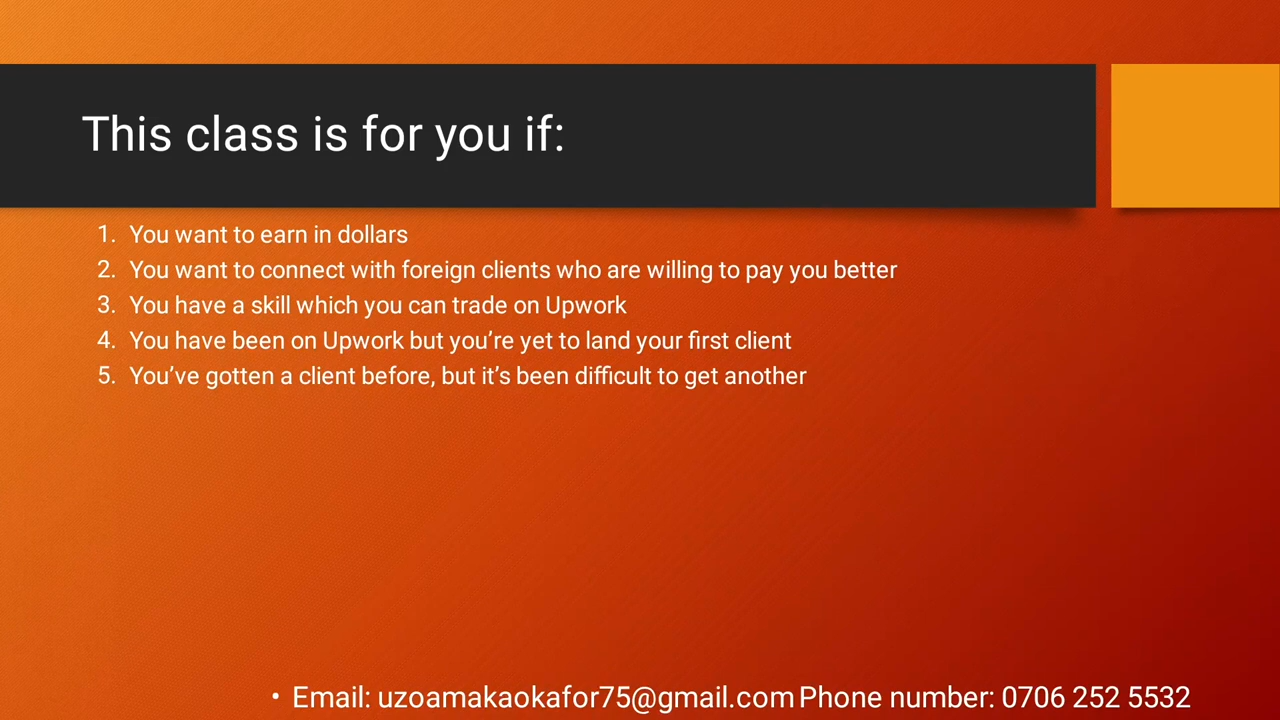 This class is for you if:
1. You want to earn in dollars
2. You want to connect with foreign clients who are willing to pay you better
3. You have a skill which you can trade on Upwork
4. You have been on Upwork but you’re yet to land your first client
5. You’ve gotten a client before, but it’s been difficult to get another
• Email: uzoamakaokafor75@gmail.com Phone number: 0706 252 5532